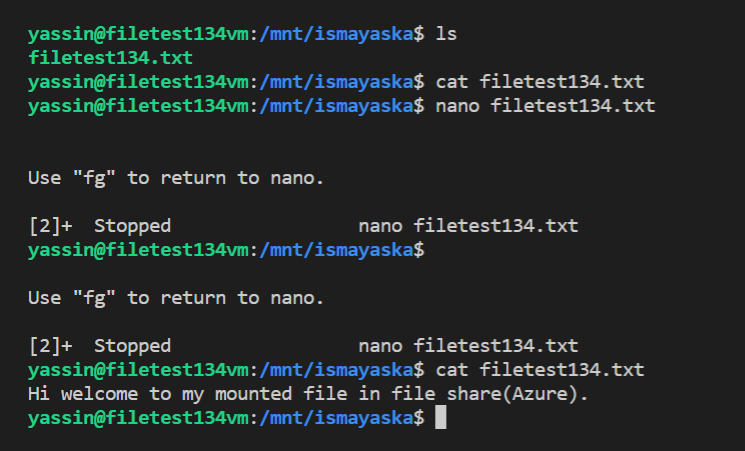 yassin@filetest134vm:/mnt/ismayaska$ ls
filetest134.txt
yassin@filetest134vm:/mnt/ismayaska$ cat filetest134.txt
yassin@filetest134vm:/mnt/ismayaska$ nano filetest134.txt
Use "fg" to return to nano.
[2]+  Stopped                 nano filetest134.txt
yassin@filetest134vm:/mnt/ismayaska$
Use "fg" to return to nano.
[2]+  Stopped                 nano filetest134.txt
yassin@filetest134vm:/mnt/ismayaska$ cat filetest134.txt
Hi welcome to my mounted file in file share(Azure).
yassin@filetest134vm:/mnt/ismayaska$